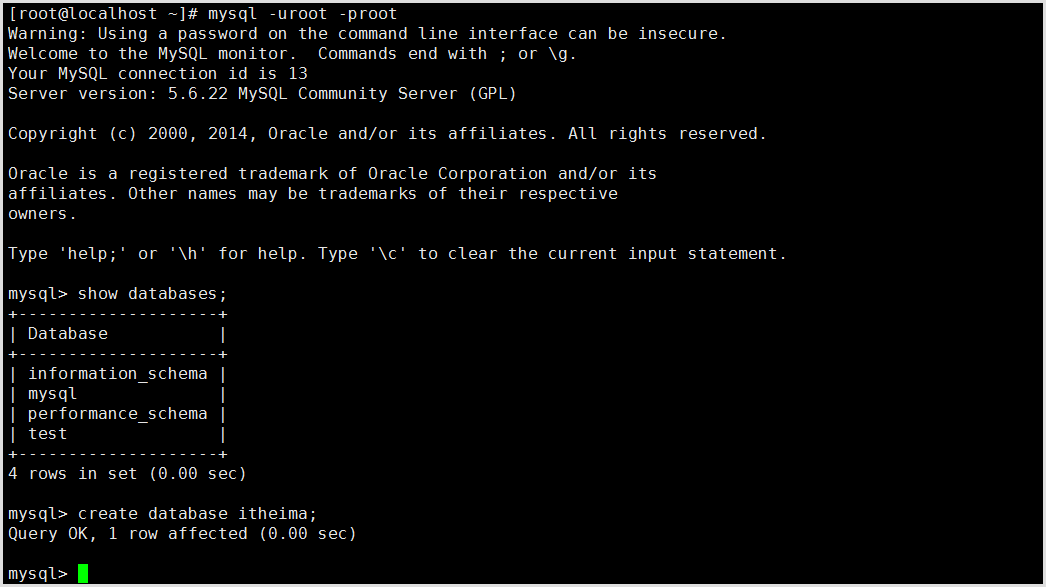 [root@localhost ~]# mysql -uroot -proot
Warning: Using a password on the command line interface can be insecure.
Welcome to the MySQL monitor.  Commands end with ; or \g.
Your MySQL connection id is 13
Server version: 5.6.22 MySQL Community Server (GPL)

Copyright (c) 2000, 2014, Oracle and/or its affiliates. All rights reserved.

Oracle is a registered trademark of Oracle Corporation and/or its
affiliates. Other names may be trademarks of their respective
owners.

Type 'help;' or '\h' for help. Type '\c' to clear the current input statement.

mysql> show databases;
+--------------------+
| Database           |
+--------------------+
| information_schema |
| mysql              |
| performance_schema |
| test               |
+--------------------+
4 rows in set (0.00 sec)

mysql> create database itheima;
Query OK, 1 row affected (0.00 sec)

mysql>